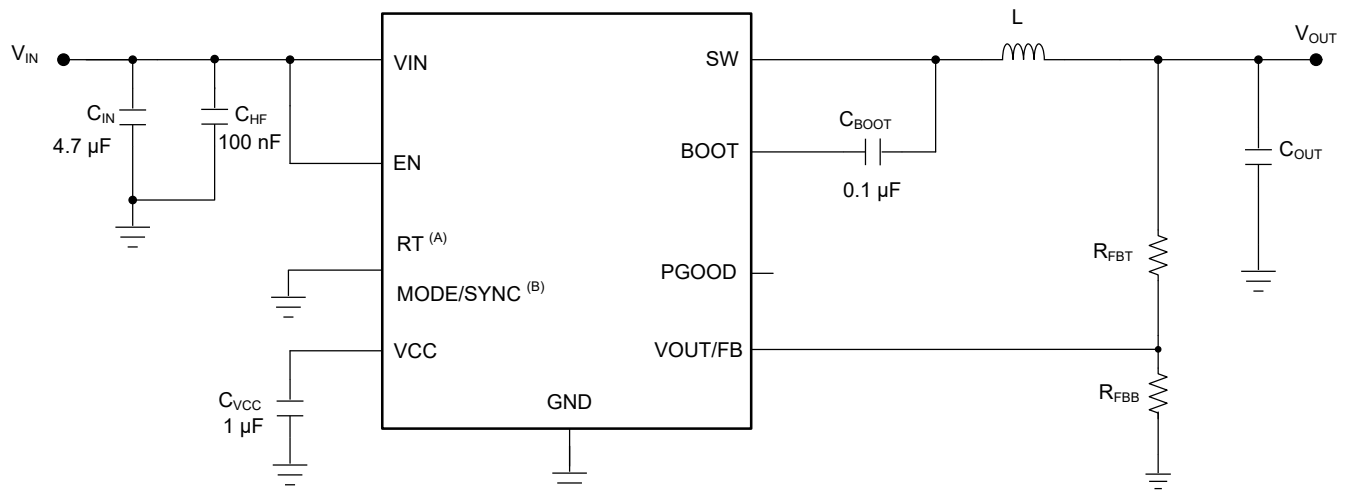 L
V_IN
V_OUT
VIN
SW
C_IN
4.7 µF
C_HF
100 nF
C_BOOT
0.1 µF
BOOT
C_OUT
EN
RT (A)
MODE/SYNC (B)
PGOOD
R_FBT
VCC
VOUT/FB
C_VCC
1 µF
GND
R_FBB